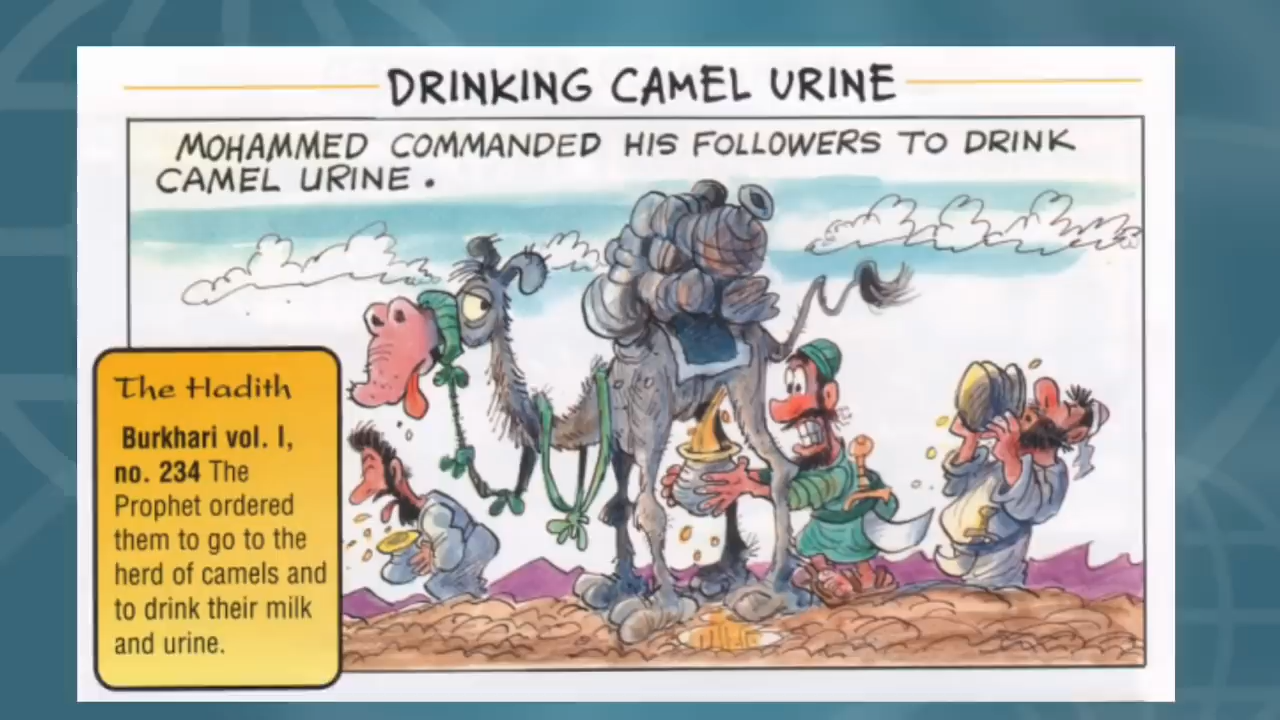 DRINKING CAMEL URINE
MOHAMMED COMMANDED HIS FOLLOWERS TO DRINK
CAMEL URINE.
The Hadith
Burkhari vol. I,
no. 234 The
Prophet ordered
them to go to the
herd of camels and
to drink their milk
and urine.